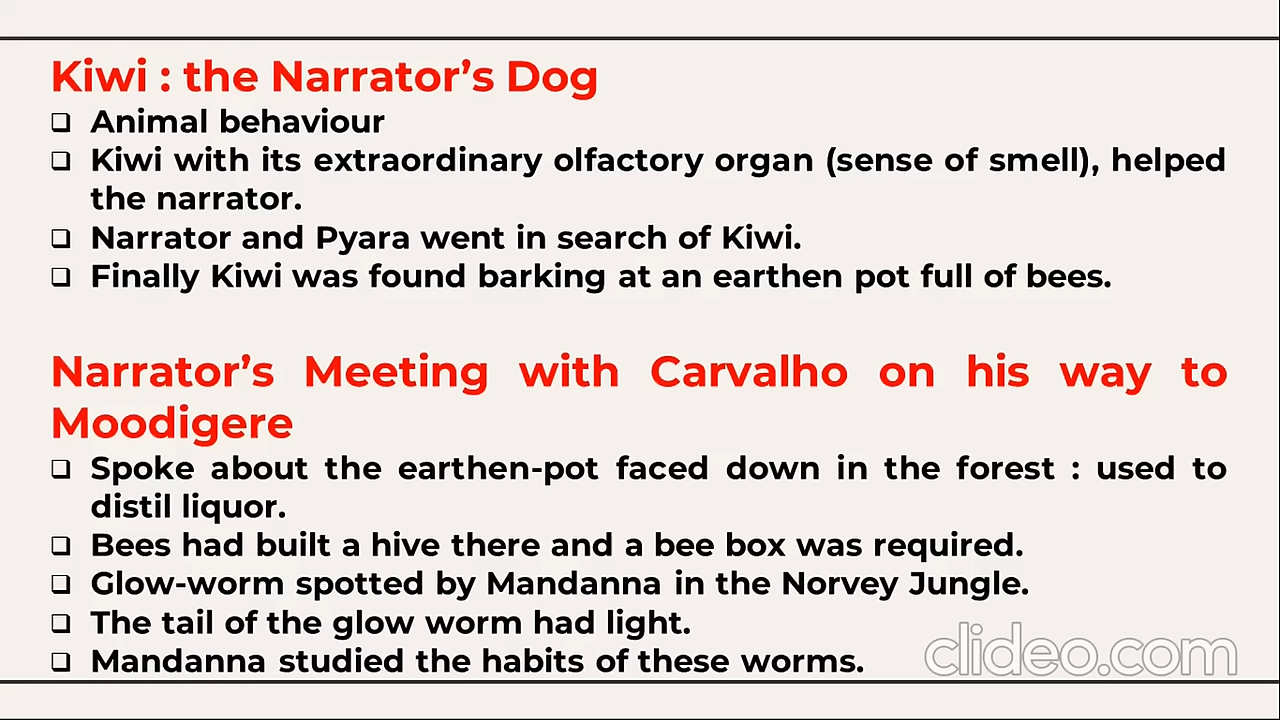 Kiwi : the Narrator's Dog
❑ Animal behaviour
❑ Kiwi with its extraordinary olfactory organ (sense of smell), helped
the narrator.
❑ Narrator and Pyara went in search of Kiwi.
❑ Finally Kiwi was found barking at an earthen pot full of bees.
Narrator's Meeting with Carvalho on his way to
Moodigere
❑ Spoke about the earthen-pot faced down in the forest : used to
distil liquor.
❑ Bees had built a hive there and a bee box was required.
❑ Glow-worm spotted by Mandanna in the Norvey Jungle.
❑ The tail of the glow worm had light.
❑ Mandanna studied the habits of these worms.
clideo.com